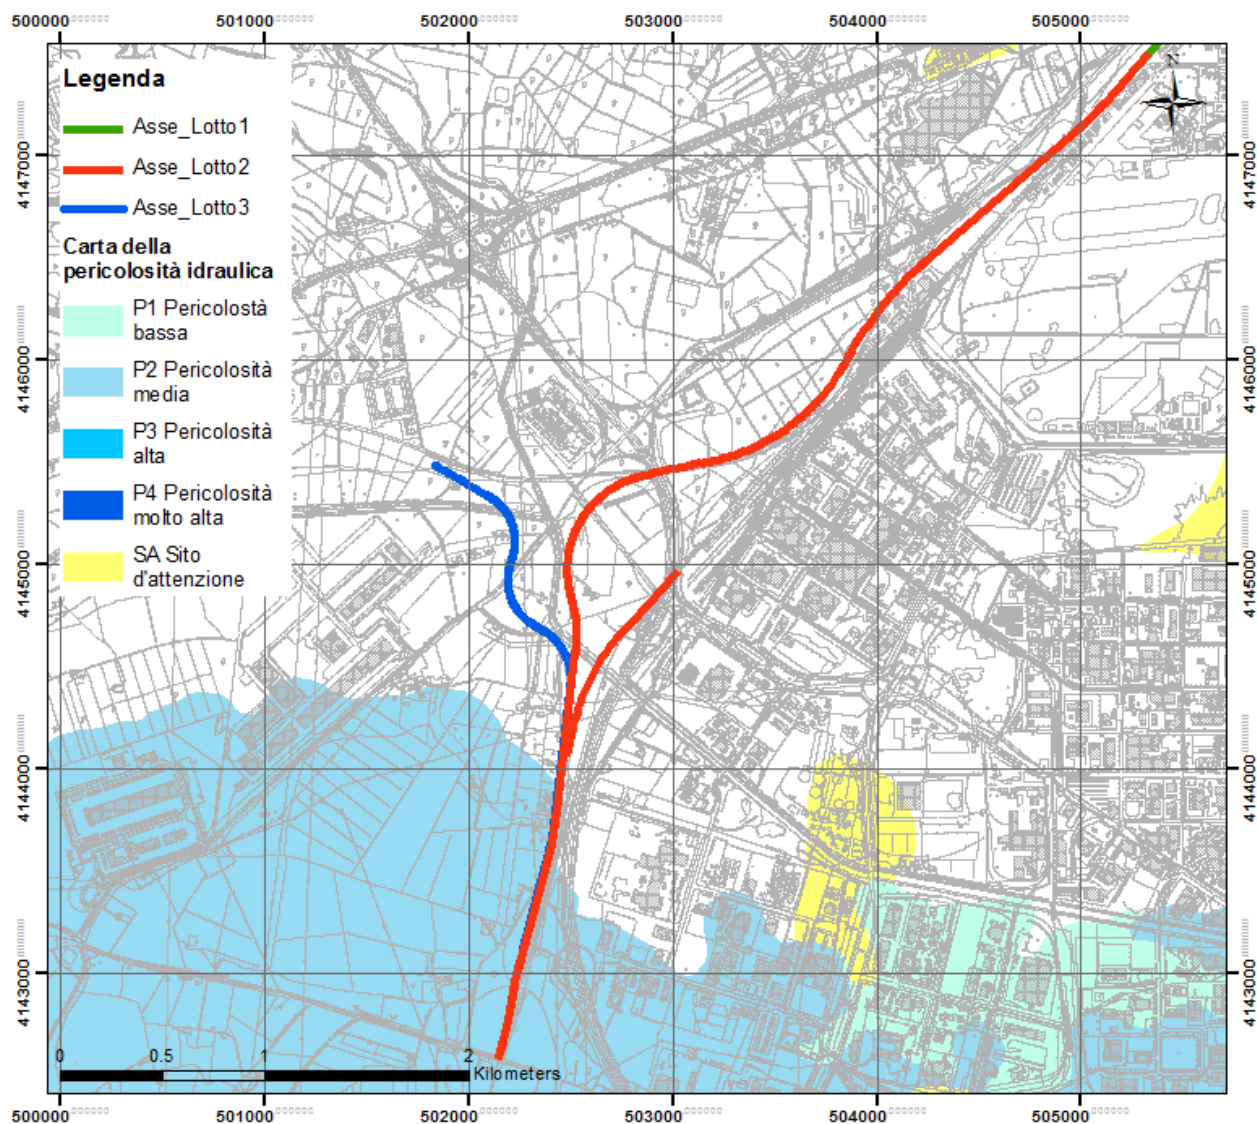 500000 501000 502000 503000 504000 505000
N
Legenda
Asse_Lotto1
Asse_Lotto2
Asse_Lotto3
Carta della
pericolosità idraulica
P1 Pericolostà
bassa
P2 Pericolosità
media
P3 Pericolosità
alta
P4 Pericolosità
molto alta
SA Sito
d'attenzione
4147000
4146000
4145000
4144000
4143000
4147000
4146000
4145000
4144000
4143000
0 0.5 1 2
Kilometers
500000 501000 502000 503000 504000 505000